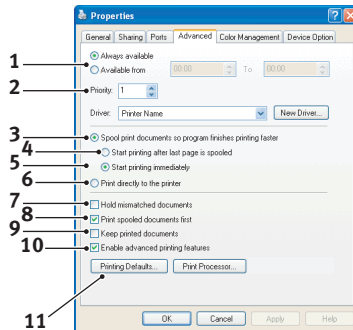 Properties
General Sharing Ports Advanced Color Management Device Option
1 Always available
Available from 00:00 To 00:00
2 Priority: 1
Driver: Printer Name New Driver...
3 Spool print documents so program finishes printing faster
4 Start printing after last page is spooled
5 Start printing immediately
6 Print directly to the printer
7 Hold mismatched documents
8 Print spooled documents first
9 Keep printed documents
10 Enable advanced printing features
Printing Defaults... Print Processor...
11
OK Cancel Apply Help